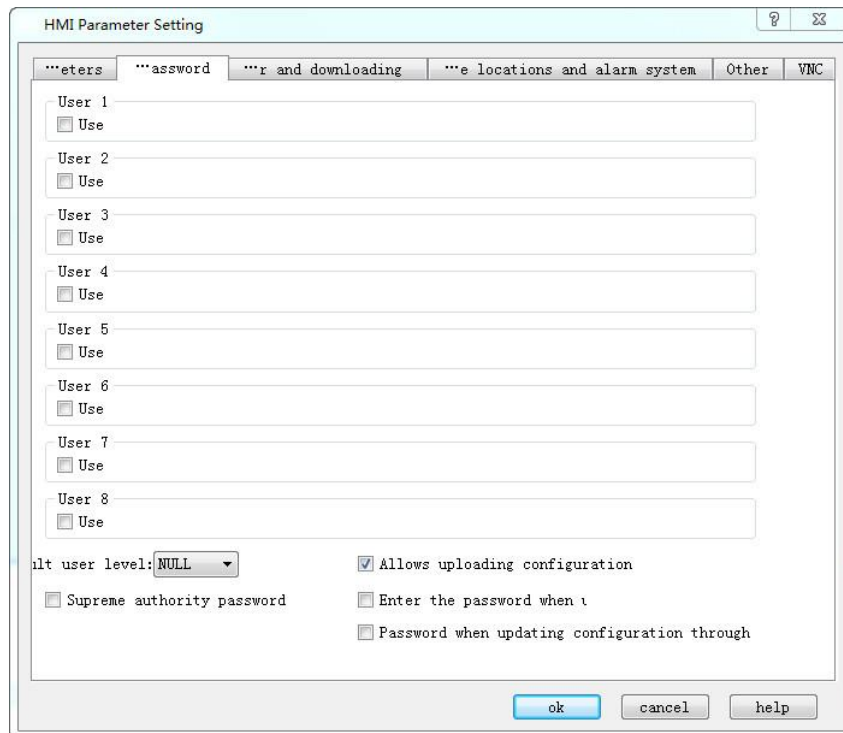 HMI Parameter Setting
…eters …assword …r and downloading …e locations and alarm system Other VNC
User 1
Use
User 2
Use
User 3
Use
User 4
Use
User 5
Use
User 6
Use
User 7
Use
User 8
Use
ult user level: NULL Allows uploading configuration
Supreme authority password Enter the password when
Password when updating configuration through
ok cancel help